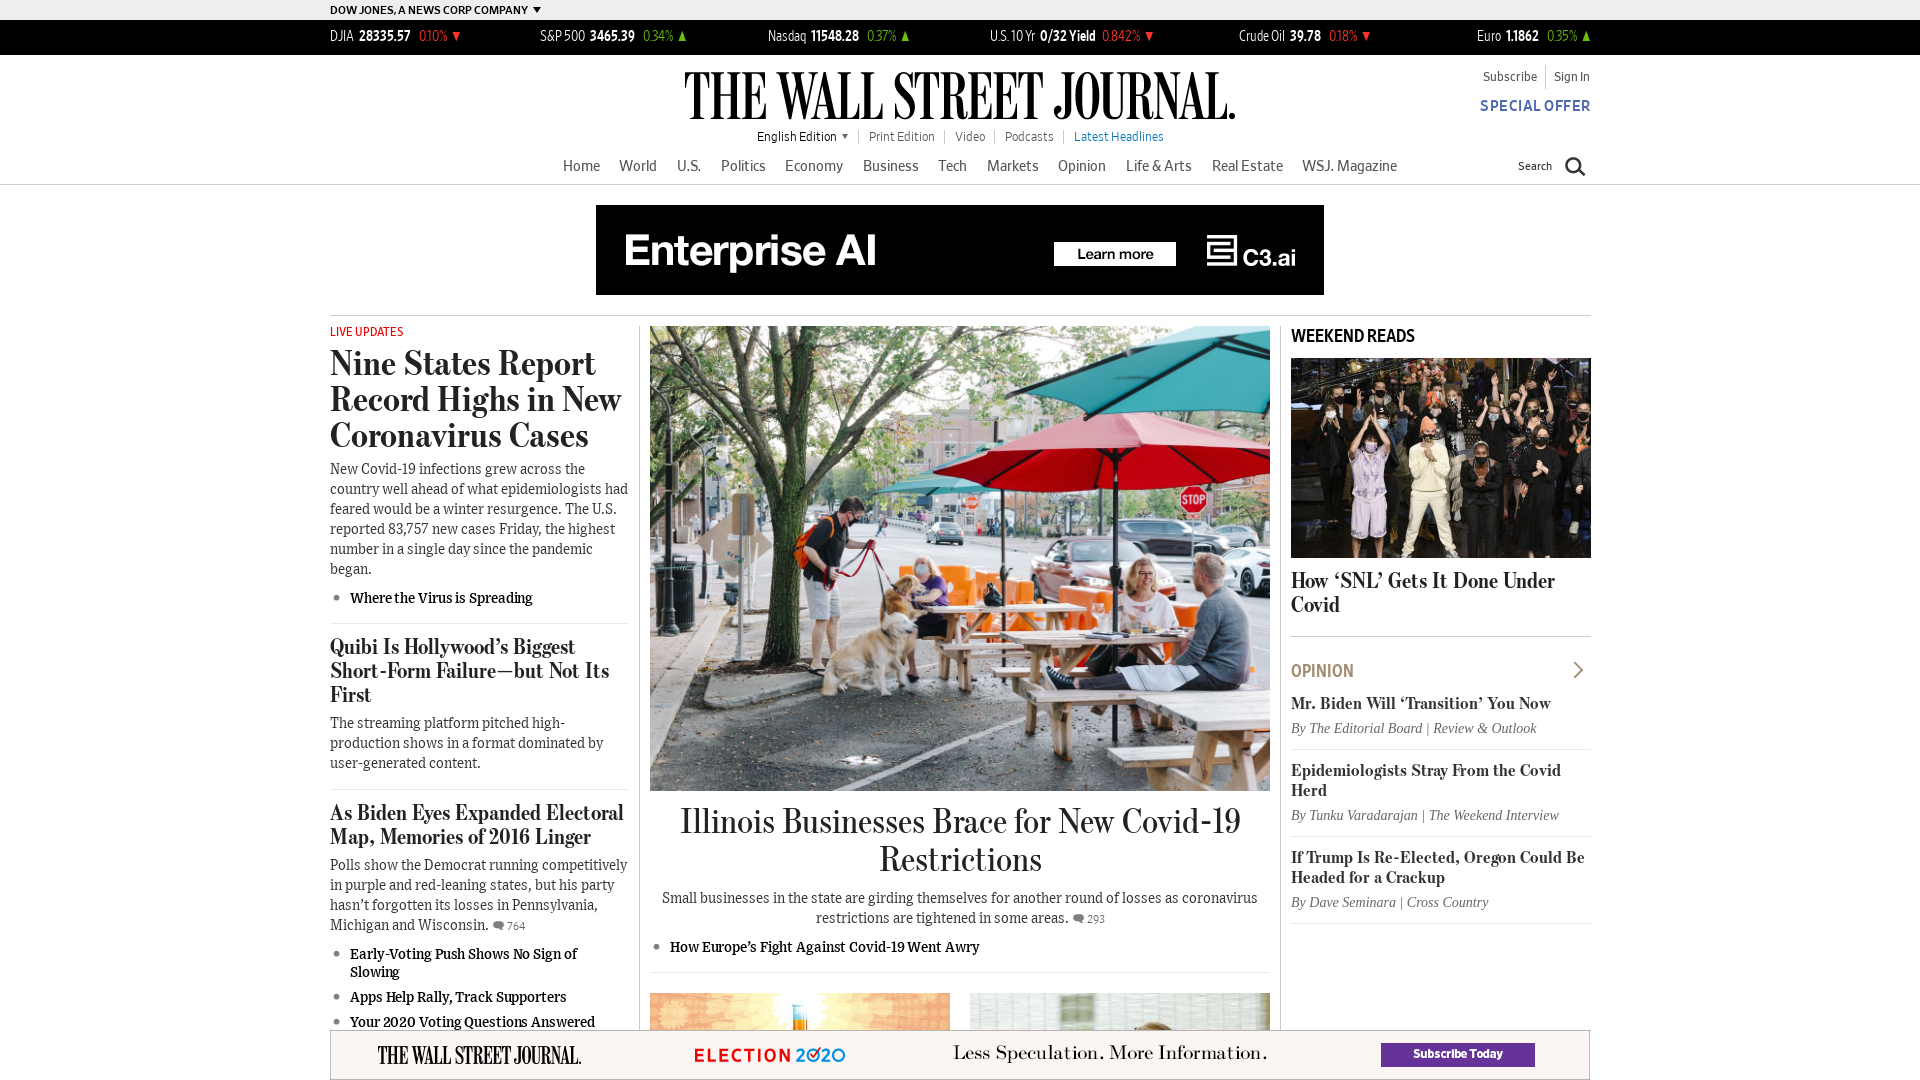 DOW JONES, A NEWS CORP COMPANY
DJIA 28335.57 0.10%
S&P 500 3465.39 0.34%
Nasdaq 11548.28 0.37%
U.S. 10 Yr 0/32 Yield 0.842%
Crude Oil 39.78 0.18%
Euro 1.1862 0.35%
THE WALL STREET JOURNAL.
Subscribe
Sign In
SPECIAL OFFER
English Edition
Print Edition
Video
Podcasts
Latest Headlines
Home World U.S. Politics Economy Business Tech Markets Opinion Life & Arts Real Estate WSJ. Magazine
Search
Enterprise AI
Learn more
C3.ai
LIVE UPDATES
Nine States Report
Record Highs in New
Coronavirus Cases
New Covid-19 infections grew across the
country well ahead of what epidemiologists had
feared would be a winter resurgence. The U.S.
reported 83,757 new cases Friday, the highest
number in a single day since the pandemic
began.
Where the Virus is Spreading
Quibi Is Hollywood’s Biggest
Short-Form Failure—but Not Its
First
The streaming platform pitched high-
production shows in a format dominated by
user-generated content.
As Biden Eyes Expanded Electoral
Map, Memories of 2016 Linger
Polls show the Democrat running competitively
in purple and red-leaning states, but his party
hasn’t forgotten its losses in Pennsylvania,
Michigan and Wisconsin. 764
Early-Voting Push Shows No Sign of
Slowing
Apps Help Rally, Track Supporters
Your 2020 Voting Questions Answered
STOP
STOP
Illinois Businesses Brace for New Covid-19
Restrictions
Small businesses in the state are girding themselves for another round of losses as coronavirus
restrictions are tightened in some areas. 293
How Europe’s Fight Against Covid-19 Went Awry
WEEKEND READS
How ‘SNL’ Gets It Done Under
Covid
OPINION
Mr. Biden Will ‘Transition’ You Now
By The Editorial Board | Review & Outlook
Epidemiologists Stray From the Covid
Herd
By Tunku Varadarajan | The Weekend Interview
If Trump Is Re-Elected, Oregon Could Be
Headed for a Crackup
By Dave Seminara | Cross Country
THE WALL STREET JOURNAL.
ELECTION 2020
Less Speculation. More Information.
Subscribe Today